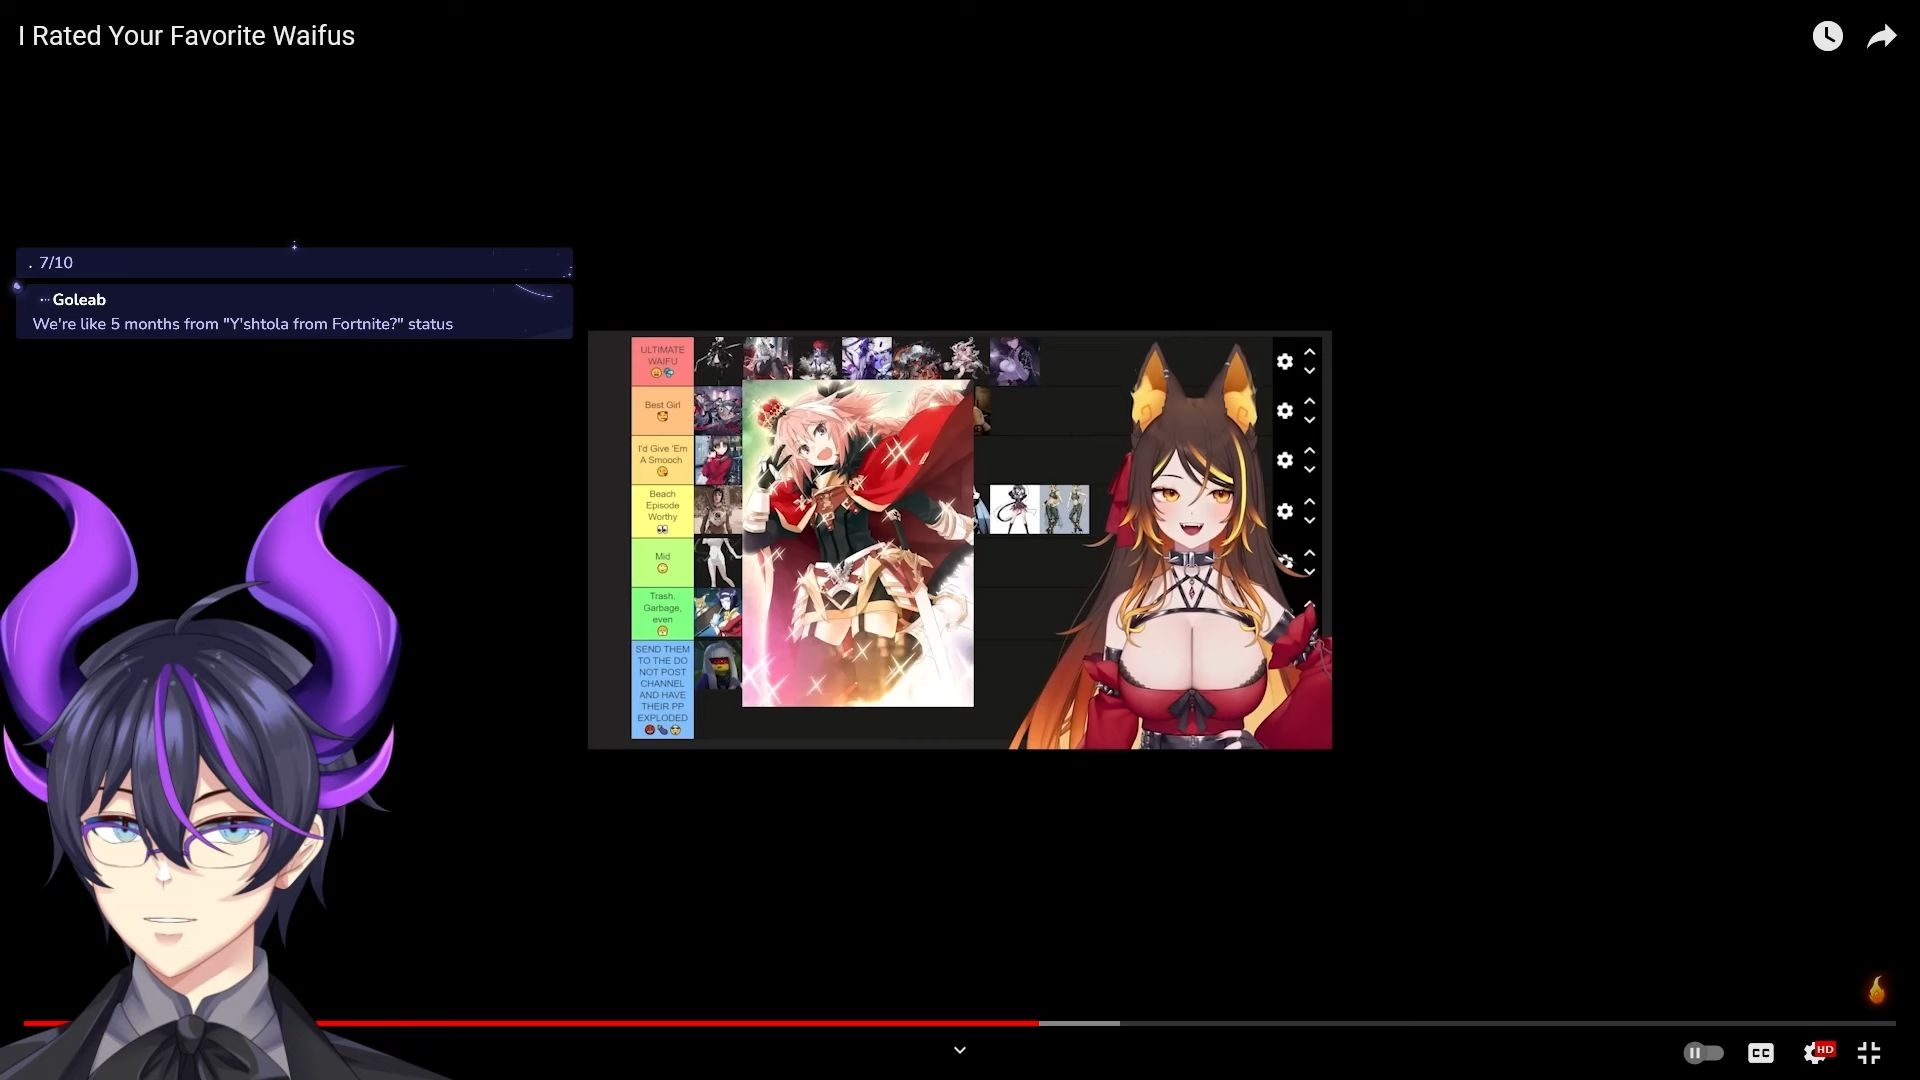 I Rated Your Favorite Waifus
. 7/10
Goleab
We're like 5 months from "Y'shtola from Fortnite?" status
ULTIMATE
WAIFU
Best Girl
I'd Give 'Em
A Smooch
Beach
Episode
Worthy
Mid
Trash.
Garbage,
even
SEND THEM
TO THE DO
NOT POST
CHANNEL
AND HAVE
THEIR PP
EXPLODED
CC
HD